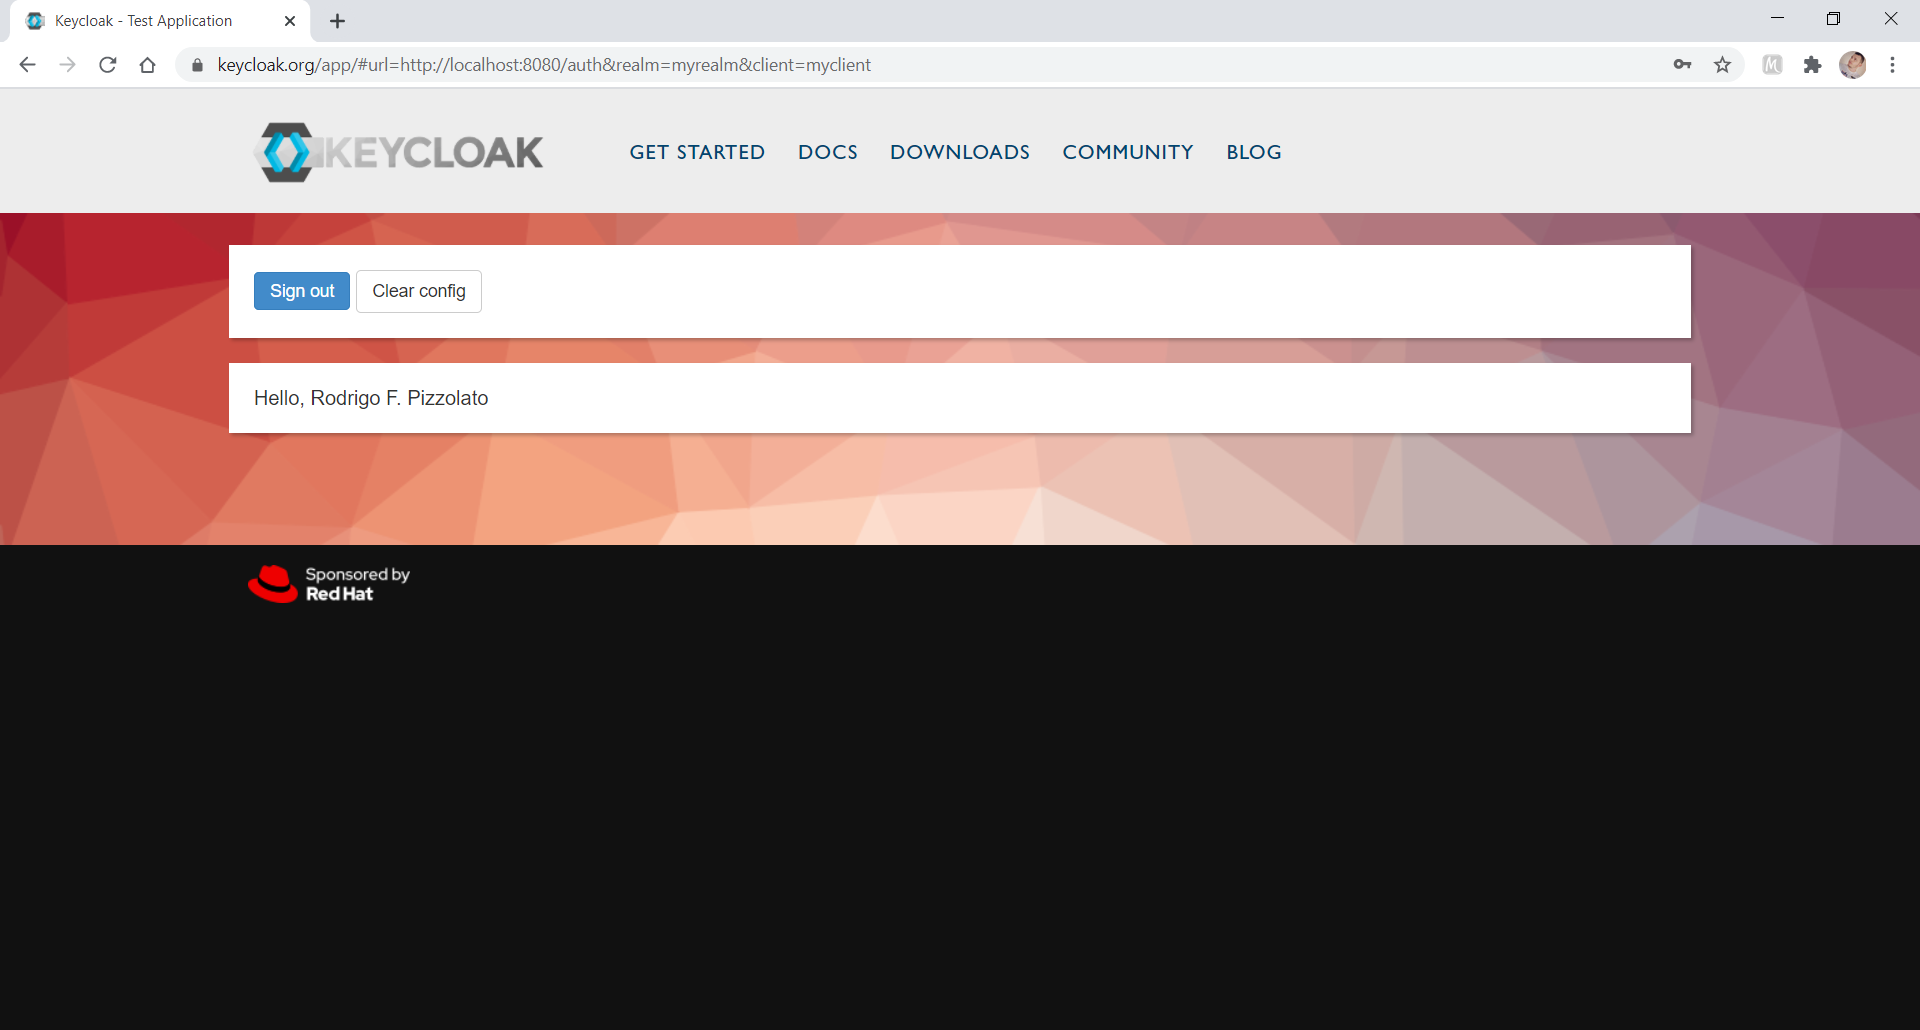 Keycloak - Test Application
keycloak.org/app/#url=http://localhost:8080/auth&realm=myrealm&client=myclient
M
KEYCLOAK
GET STARTED DOCS DOWNLOADS COMMUNITY BLOG
Sign out Clear config
Hello, Rodrigo F. Pizzolato
Sponsored by
Red Hat